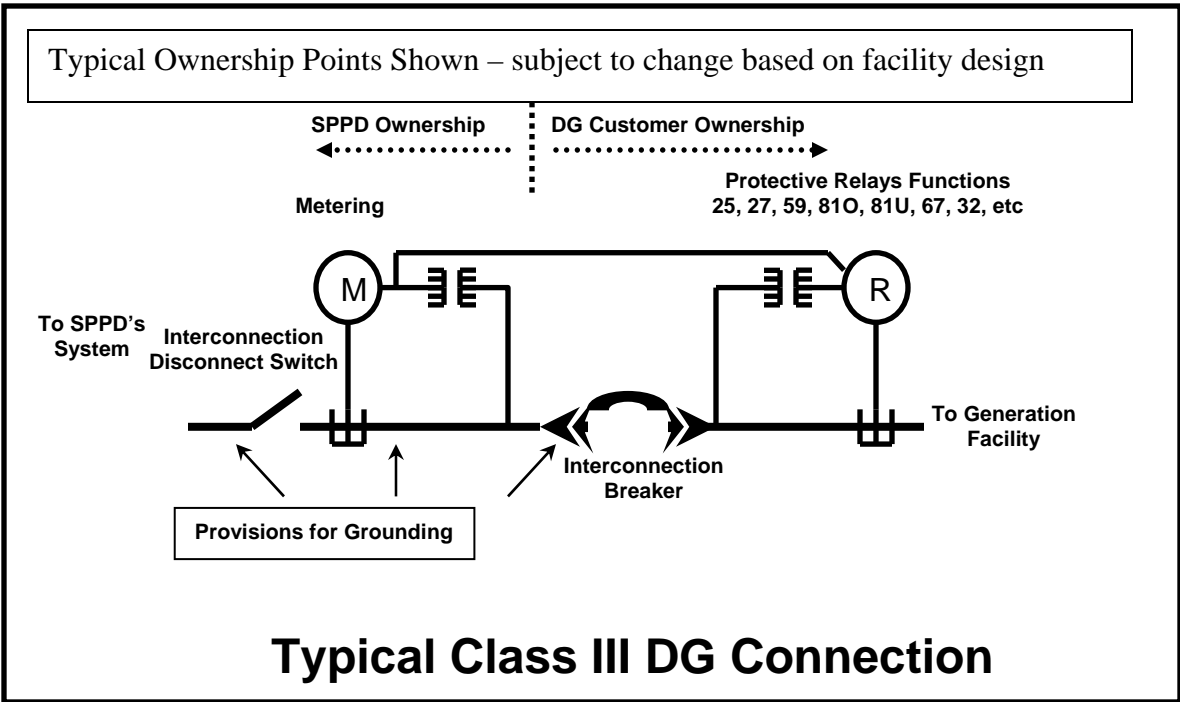 Typical Ownership Points Shown – subject to change based on facility design
SPPD Ownership
DG Customer Ownership
Protective Relays Functions
25, 27, 59, 81O, 81U, 67, 32, etc
Metering
M
R
To SPPD's
System
Interconnection
Disconnect Switch
To Generation
Facility
Interconnection
Breaker
Provisions for Grounding
Typical Class III DG Connection